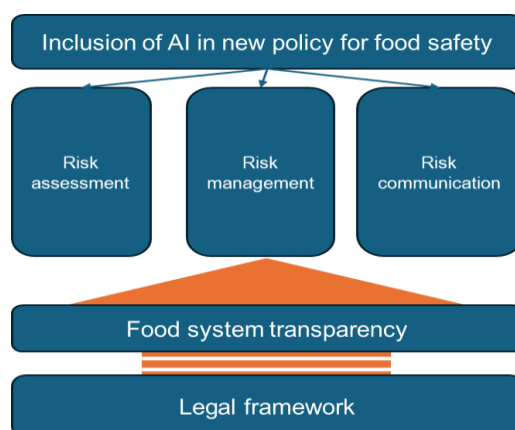 Inclusion of AI in new policy for food safety
Risk
assessment
Risk
management
Risk
communication
Food system transparency
Legal framework